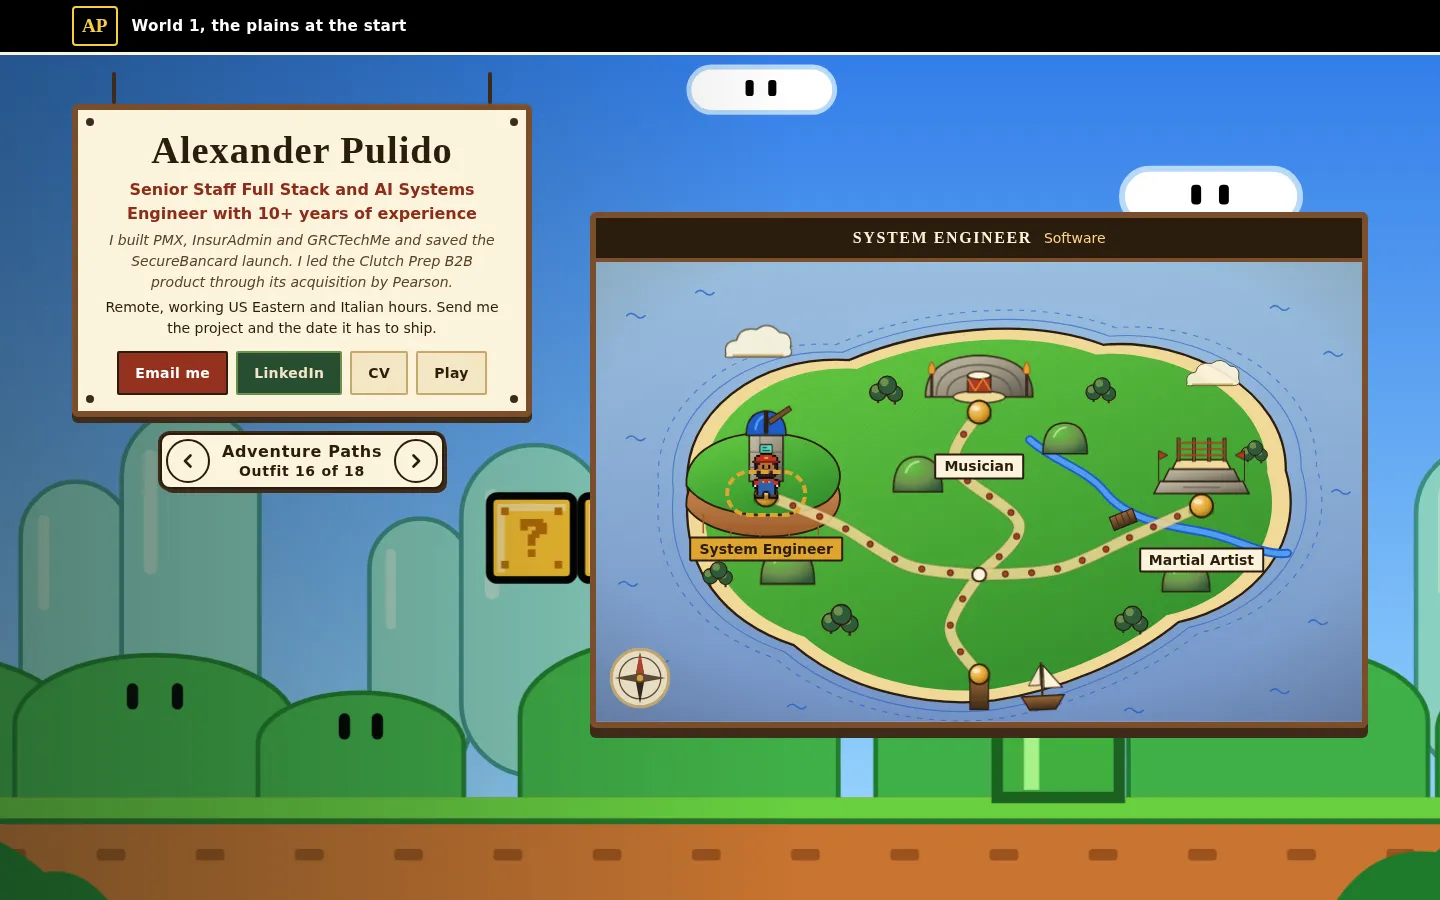 AP
World 1, the plains at the start
Alexander Pulido
Senior Staff Full Stack and AI Systems
Engineer with 10+ years of experience
I built PMX, InsurAdmin and GRCTechMe and saved the
SecureBancard launch. I led the Clutch Prep B2B
product through its acquisition by Pearson.
Remote, working US Eastern and Italian hours. Send me
the project and the date it has to ship.
Email me
LinkedIn
CV
Play
Adventure Paths
Outfit 16 of 18
?
SYSTEM ENGINEER Software
Musician
System Engineer
Martial Artist